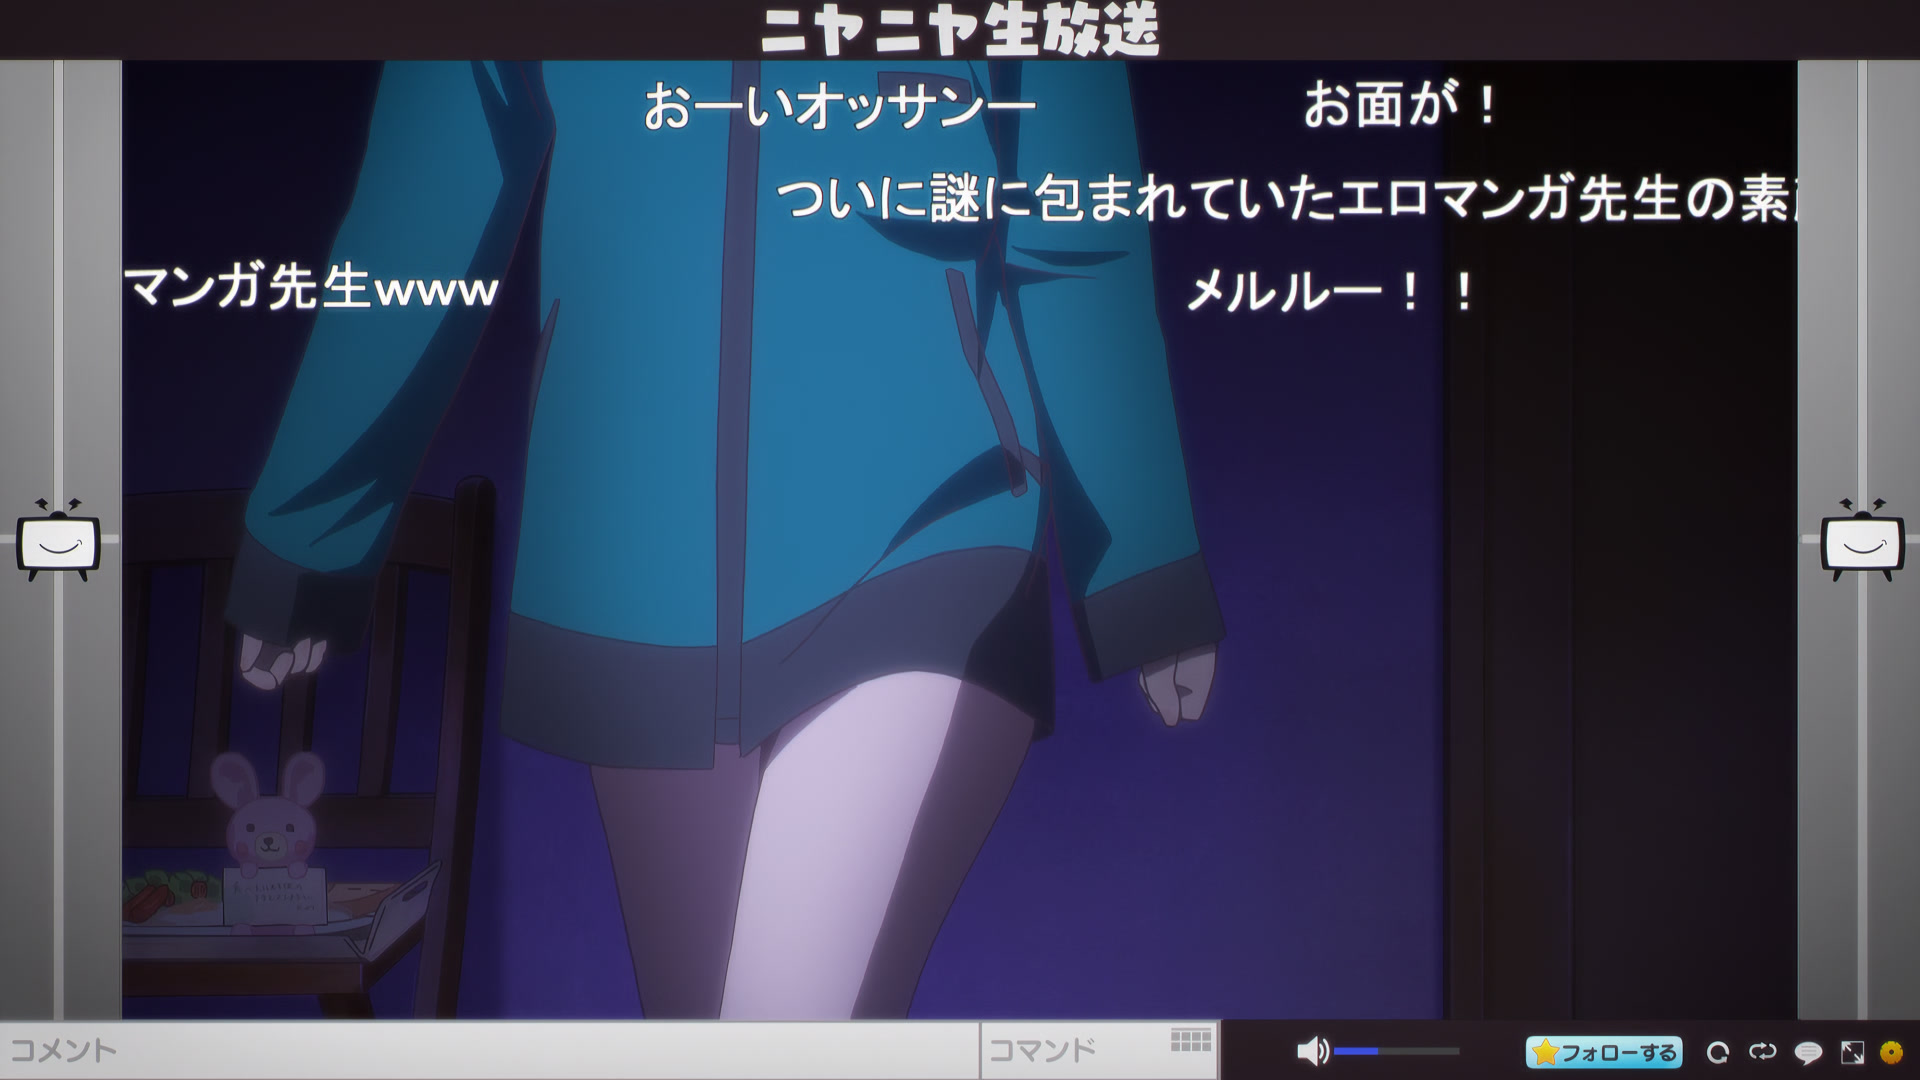 ニヤニヤ生放送
おーいオッサンー
お面が！
ついに謎に包まれていたエロマンガ先生の素
マンガ先生www
メルルー！！
コメント
コマンド
フォローする